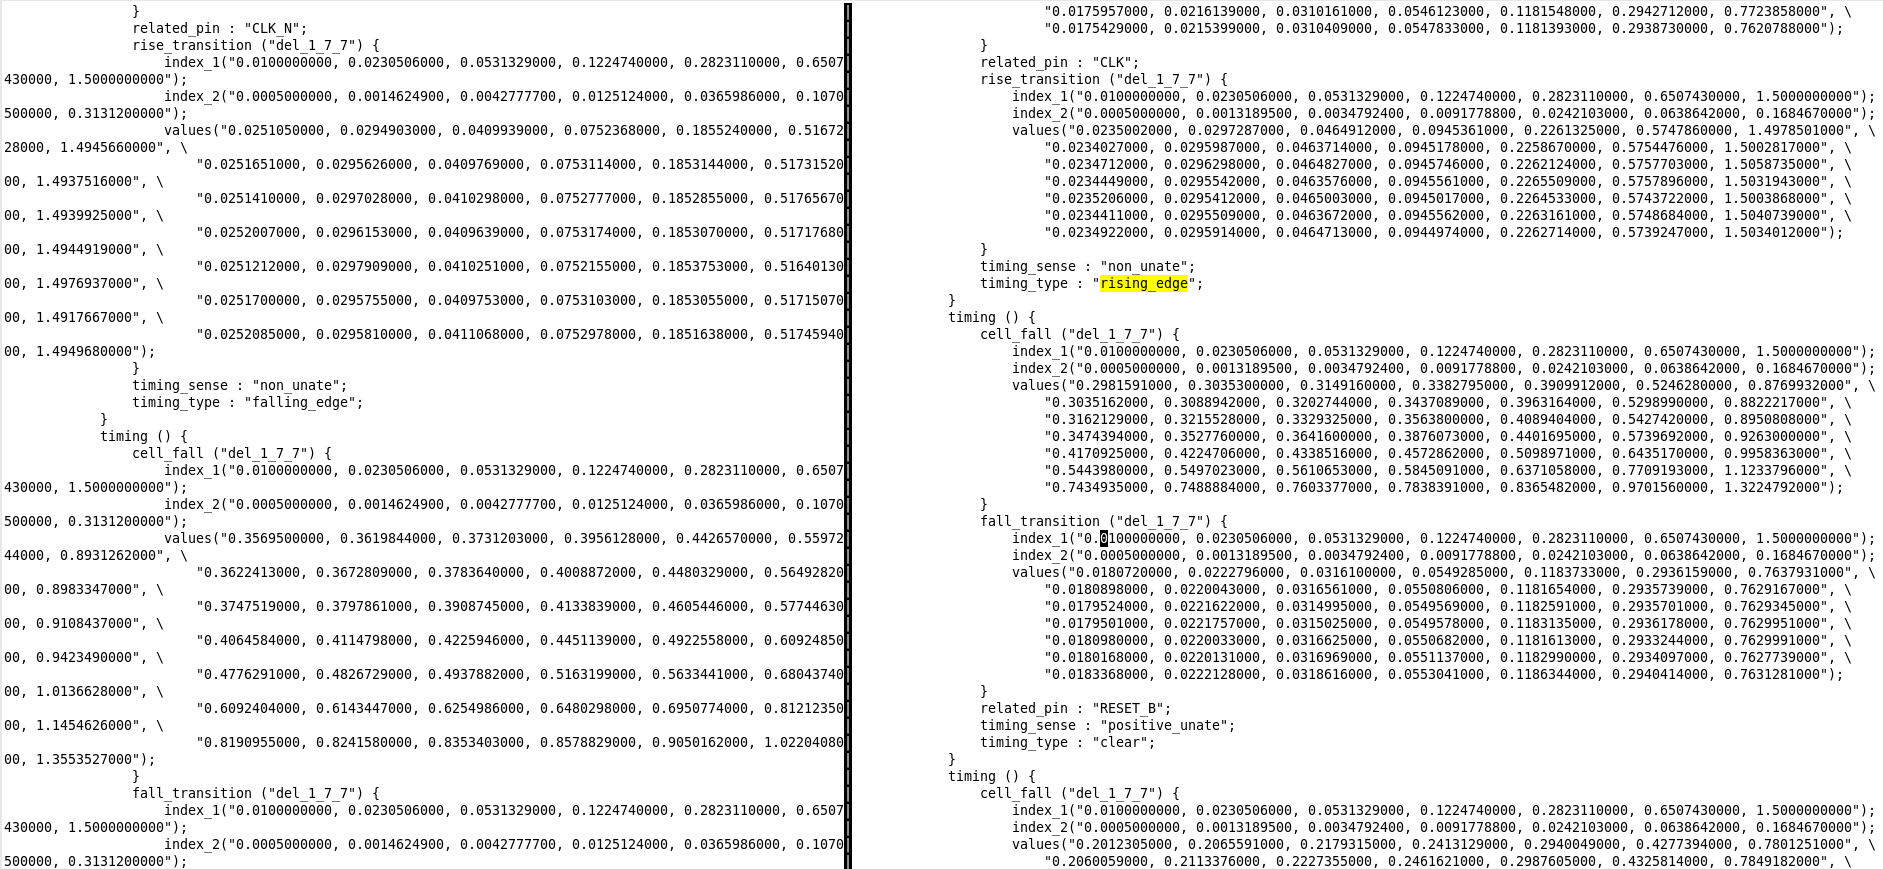 }
related_pin : "CLK_N";
rise_transition ("del_1_7_7") {
index_1("0.0100000000, 0.0230506000, 0.0531329000, 0.1224740000, 0.2823110000, 0.6507
430000, 1.5000000000");
index_2("0.0005000000, 0.0014624900, 0.0042777700, 0.0125124000, 0.0365986000, 0.1070
500000, 0.3131200000");
values("0.0251050000, 0.0294903000, 0.0409939000, 0.0752368000, 0.1855240000, 0.51672
28000, 1.4945660000", \
"0.0251651000, 0.0295626000, 0.0409769000, 0.0753114000, 0.1853144000, 0.51731520
00, 1.4937516000", \
"0.0251410000, 0.0297028000, 0.0410298000, 0.0752777000, 0.1852855000, 0.51765670
00, 1.4939925000", \
"0.0252007000, 0.0296153000, 0.0409639000, 0.0753174000, 0.1853070000, 0.51717680
00, 1.4944919000", \
"0.0251212000, 0.0297909000, 0.0410251000, 0.0752155000, 0.1853753000, 0.51640130
00, 1.4976937000", \
"0.0251700000, 0.0295755000, 0.0409753000, 0.0753103000, 0.1853055000, 0.51715070
00, 1.4917667000", \
"0.0252085000, 0.0295810000, 0.0411068000, 0.0752978000, 0.1851638000, 0.51745940
00, 1.4949680000");
}
timing_sense : "non_unate";
timing_type : "falling_edge";
}
timing () {
cell_fall ("del_1_7_7") {
index_1("0.0100000000, 0.0230506000, 0.0531329000, 0.1224740000, 0.2823110000, 0.6507
430000, 1.5000000000");
index_2("0.0005000000, 0.0014624900, 0.0042777700, 0.0125124000, 0.0365986000, 0.1070
500000, 0.3131200000");
values("0.3569500000, 0.3619844000, 0.3731203000, 0.3956128000, 0.4426570000, 0.55972
44000, 0.8931262000", \
"0.3622413000, 0.3672809000, 0.3783640000, 0.4008872000, 0.4480329000, 0.56492820
00, 0.8983347000", \
"0.3747519000, 0.3797861000, 0.3908745000, 0.4133839000, 0.4605446000, 0.57744630
00, 0.9108437000", \
"0.4064584000, 0.4114798000, 0.4225946000, 0.4451139000, 0.4922558000, 0.60924850
00, 0.9423490000", \
"0.4776291000, 0.4826729000, 0.4937882000, 0.5163199000, 0.5633441000, 0.68043740
00, 1.0136628000", \
"0.6092404000, 0.6143447000, 0.6254986000, 0.6480298000, 0.6950774000, 0.81212350
00, 1.1454626000", \
"0.8190955000, 0.8241580000, 0.8353403000, 0.8578829000, 0.9050162000, 1.02204080
00, 1.3553527000");
}
fall_transition ("del_1_7_7") {
index_1("0.0100000000, 0.0230506000, 0.0531329000, 0.1224740000, 0.2823110000, 0.6507
430000, 1.5000000000");
index_2("0.0005000000, 0.0014624900, 0.0042777700, 0.0125124000, 0.0365986000, 0.1070
500000, 0.3131200000");
"0.0175957000, 0.0216139000, 0.0310161000, 0.0546123000, 0.1181548000, 0.2942712000, 0.7723858000", \
"0.0175429000, 0.0215399000, 0.0310409000, 0.0547833000, 0.1181393000, 0.2938730000, 0.7620788000");
}
related_pin : "CLK";
rise_transition ("del_1_7_7") {
index_1("0.0100000000, 0.0230506000, 0.0531329000, 0.1224740000, 0.2823110000, 0.6507430000, 1.5000000000");
index_2("0.0005000000, 0.0013189500, 0.0034792400, 0.0091778800, 0.0242103000, 0.0638642000, 0.1684670000");
values("0.0235002000, 0.0297287000, 0.0464912000, 0.0945361000, 0.2261325000, 0.5747860000, 1.4978501000", \
"0.0234027000, 0.0295987000, 0.0463714000, 0.0945178000, 0.2258670000, 0.5754476000, 1.5002817000", \
"0.0234712000, 0.0296298000, 0.0464827000, 0.0945746000, 0.2262124000, 0.5757703000, 1.5058735000", \
"0.0234449000, 0.0295542000, 0.0463576000, 0.0945561000, 0.2265509000, 0.5757896000, 1.5031943000", \
"0.0235206000, 0.0295412000, 0.0465003000, 0.0945017000, 0.2264533000, 0.5743722000, 1.5003868000", \
"0.0234411000, 0.0295509000, 0.0463672000, 0.0945562000, 0.2263161000, 0.5748684000, 1.5040739000", \
"0.0234922000, 0.0295914000, 0.0464713000, 0.0944974000, 0.2262714000, 0.5739247000, 1.5034012000");
}
timing_sense : "non_unate";
timing_type : "rising_edge";
}
timing () {
cell_fall ("del_1_7_7") {
index_1("0.0100000000, 0.0230506000, 0.0531329000, 0.1224740000, 0.2823110000, 0.6507430000, 1.5000000000");
index_2("0.0005000000, 0.0013189500, 0.0034792400, 0.0091778800, 0.0242103000, 0.0638642000, 0.1684670000");
values("0.2981591000, 0.3035300000, 0.3149160000, 0.3382795000, 0.3909912000, 0.5246280000, 0.8769932000", \
"0.3035162000, 0.3088942000, 0.3202744000, 0.3437089000, 0.3963164000, 0.5298990000, 0.8822217000", \
"0.3162129000, 0.3215528000, 0.3329325000, 0.3563800000, 0.4089404000, 0.5427420000, 0.8950808000", \
"0.3474394000, 0.3527760000, 0.3641600000, 0.3876073000, 0.4401695000, 0.5739692000, 0.9263000000", \
"0.4170925000, 0.4224706000, 0.4338516000, 0.4572862000, 0.5098971000, 0.6435170000, 0.9958363000", \
"0.5443980000, 0.5497023000, 0.5610653000, 0.5845091000, 0.6371058000, 0.7709193000, 1.1233796000", \
"0.7434935000, 0.7488884000, 0.7603377000, 0.7838391000, 0.8365482000, 0.9701560000, 1.3224792000");
}
fall_transition ("del_1_7_7") {
index_1("0.0100000000, 0.0230506000, 0.0531329000, 0.1224740000, 0.2823110000, 0.6507430000, 1.5000000000");
index_2("0.0005000000, 0.0013189500, 0.0034792400, 0.0091778800, 0.0242103000, 0.0638642000, 0.1684670000");
values("0.0180720000, 0.0222796000, 0.0316100000, 0.0549285000, 0.1183733000, 0.2936159000, 0.7637931000", \
"0.0180898000, 0.0220043000, 0.0316561000, 0.0550806000, 0.1181654000, 0.2935739000, 0.7629167000", \
"0.0179524000, 0.0221622000, 0.0314995000, 0.0549569000, 0.1182591000, 0.2935701000, 0.7629345000", \
"0.0179501000, 0.0221757000, 0.0315025000, 0.0549578000, 0.1183135000, 0.2936178000, 0.7629951000", \
"0.0180980000, 0.0220033000, 0.0316625000, 0.0550682000, 0.1181613000, 0.2933244000, 0.7629991000", \
"0.0180168000, 0.0220131000, 0.0316969000, 0.0551137000, 0.1182990000, 0.2934097000, 0.7627739000", \
"0.0183368000, 0.0222128000, 0.0318616000, 0.0553041000, 0.1186344000, 0.2940414000, 0.7631281000");
}
related_pin : "RESET_B";
timing_sense : "positive_unate";
timing_type : "clear";
}
timing () {
cell_fall ("del_1_7_7") {
index_1("0.0100000000, 0.0230506000, 0.0531329000, 0.1224740000, 0.2823110000, 0.6507430000, 1.5000000000");
index_2("0.0005000000, 0.0013189500, 0.0034792400, 0.0091778800, 0.0242103000, 0.0638642000, 0.1684670000");
values("0.2012305000, 0.2065591000, 0.2179315000, 0.2413129000, 0.2940049000, 0.4277394000, 0.7801251000", \
"0.2060059000, 0.2113376000, 0.2227355000, 0.2461621000, 0.2987605000, 0.4325814000, 0.7849182000", \